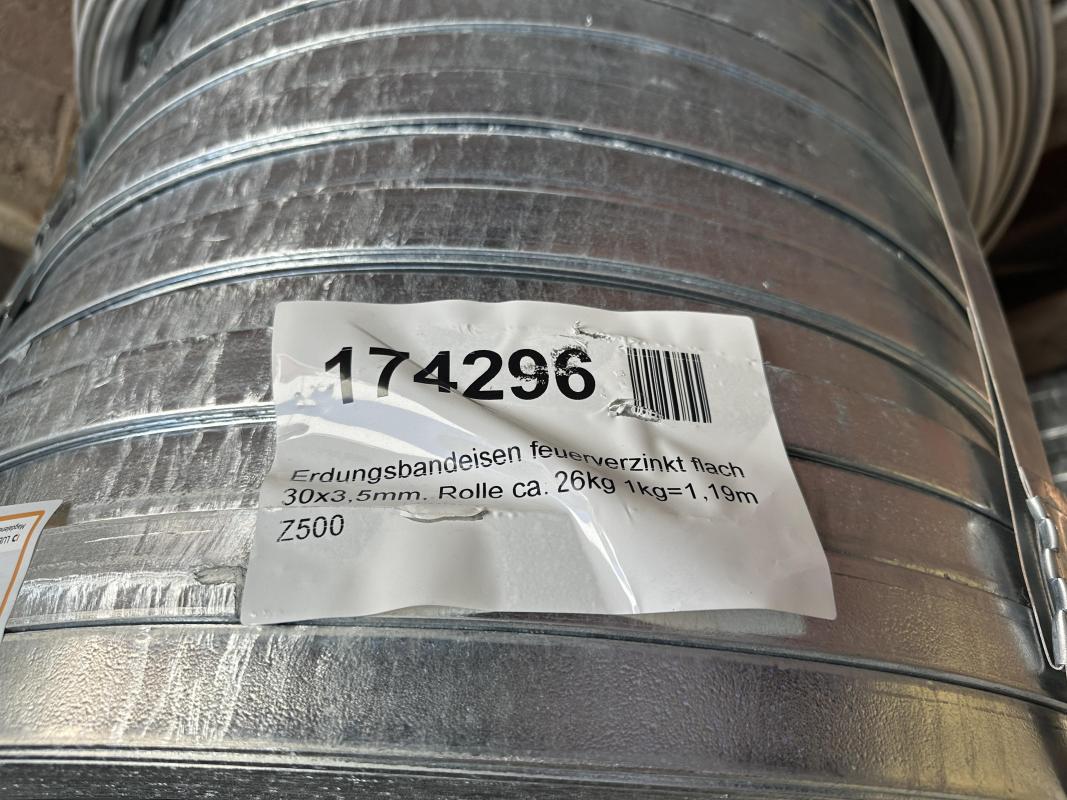 174296
Erdungsbandeisen feuerverzinkt flach
30x3,5mm. Rolle ca. 26kg 1kg=1,19m
Z500